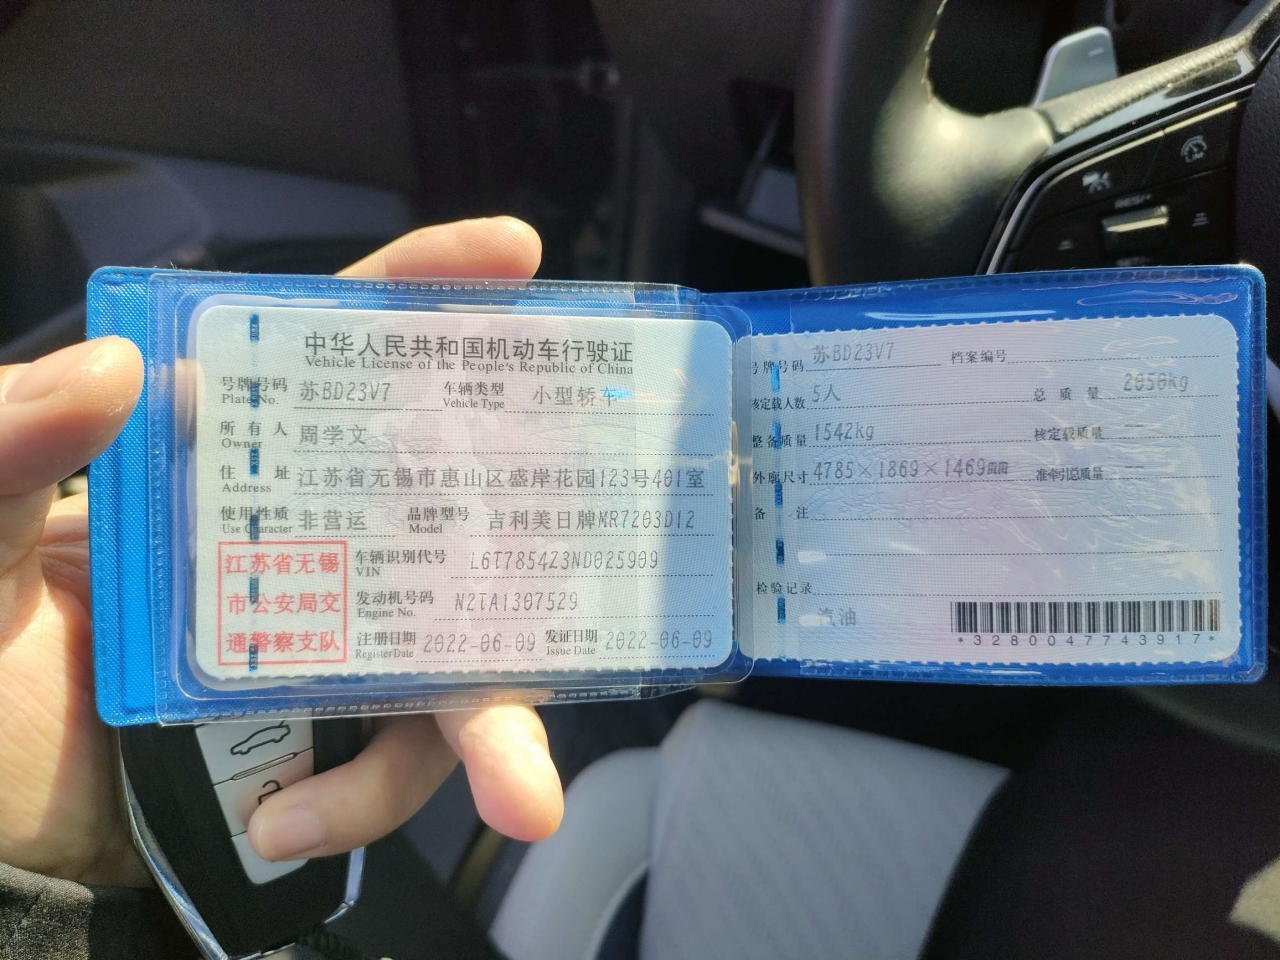 中华人民共和国机动车行驶证
Vehicle License of the People's Republic of China
号牌号码 苏BD23V7 车辆类型 小型轿车
Plate No. Vehicle Type
所有人 周学文
Owner
住址 江苏省无锡市惠山区盛岸花园123号401室
Address
使用性质 非营运 品牌型号 吉利美日牌MR7203D12
Use Character Model
江苏省无锡
市公安局交
通警察支队
车辆识别代号 L6T7854Z3ND025909
VIN
发动机号码 N2TA1307529
Engine No.
注册日期 2022-06-09 发证日期 2022-06-09
Register Date Issue Date
号牌号码 苏BD23V7 档案编号
核定载人数 5人 总质量 2050kg
整备质量 1542kg 核定载质量 --
外廓尺寸 4785×1869×1469mm 准牵引总质量 --
备注
检验记录
汽油
*3280047743917*
RES/+